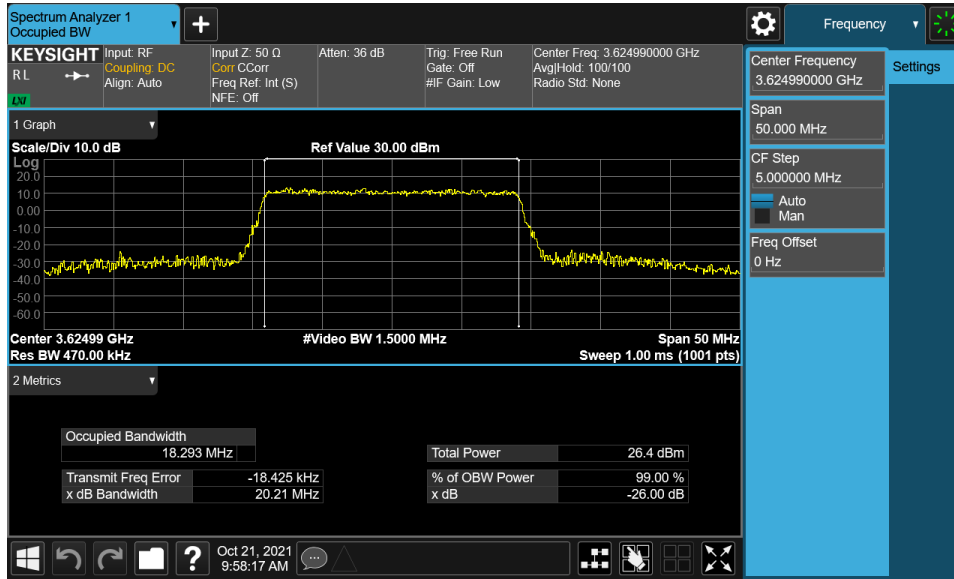 Spectrum Analyzer 1
Occupied BW
+
Frequency
KEYSIGHT
RL
LXI
Input: RF
Coupling: DC
Align: Auto
Input Z: 50 Ω
Corr CCorr
Freq Ref: Int (S)
NFE: Off
Atten: 36 dB
Trig: Free Run
Gate: Off
#IF Gain: Low
Center Freq: 3.624990000 GHz
Avg|Hold: 100/100
Radio Std: None
Center Frequency
3.624990000 GHz
Settings
Span
50.000 MHz
CF Step
5.000000 MHz
Auto
Man
Freq Offset
0 Hz
1 Graph
Scale/Div 10.0 dB
Ref Value 30.00 dBm
Log
20.0
10.0
0.00
-10.0
-20.0
-30.0
-40.0
-50.0
-60.0
Center 3.62499 GHz
#Video BW 1.5000 MHz
Span 50 MHz
Res BW 470.00 kHz
Sweep 1.00 ms (1001 pts)
2 Metrics
Occupied Bandwidth
18.293 MHz
Total Power 26.4 dBm
Transmit Freq Error -18.425 kHz
% of OBW Power 99.00 %
x dB Bandwidth 20.21 MHz
x dB -26.00 dB
?
Oct 21, 2021
9:58:17 AM